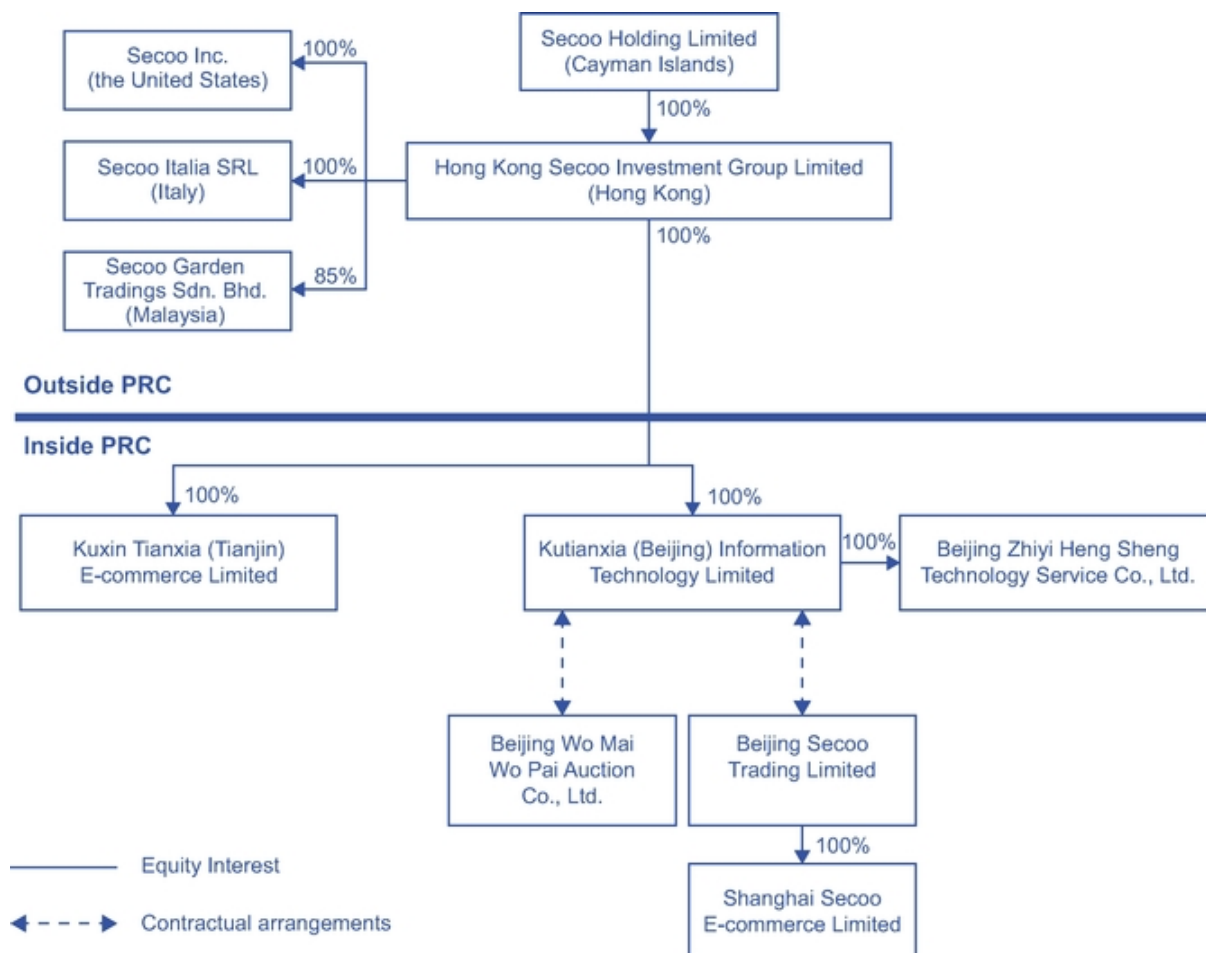 Secoo Holding Limited
(Cayman Islands)
100%
Secoo Inc.
(the United States)
100%
Hong Kong Secoo Investment Group Limited
(Hong Kong)
Secoo Italia SRL
(Italy)
100%
100%
Secoo Garden
Tradings Sdn. Bhd.
(Malaysia)
85%
Outside PRC
Inside PRC
100%
100%
Kuxin Tianxia (Tianjin)
E-commerce Limited
Kutianxia (Beijing) Information
Technology Limited
100%
Beijing Zhiyi Heng Sheng
Technology Service Co., Ltd.
Beijing Wo Mai
Wo Pai Auction
Co., Ltd.
Beijing Secoo
Trading Limited
100%
Shanghai Secoo
E-commerce Limited
Equity Interest
Contractual arrangements